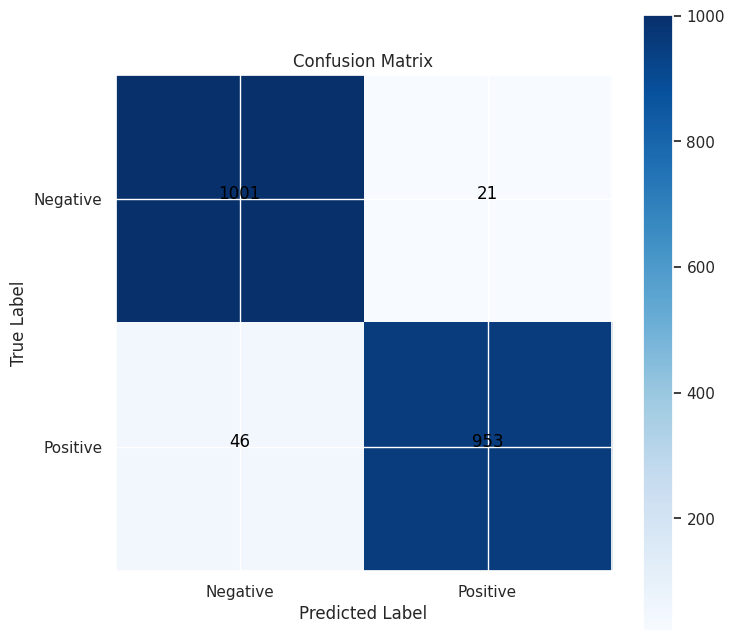 Confusion Matrix
1000
800
600
400
200
True Label
Negative
1001
21
Positive
46
953
Negative
Positive
Predicted Label